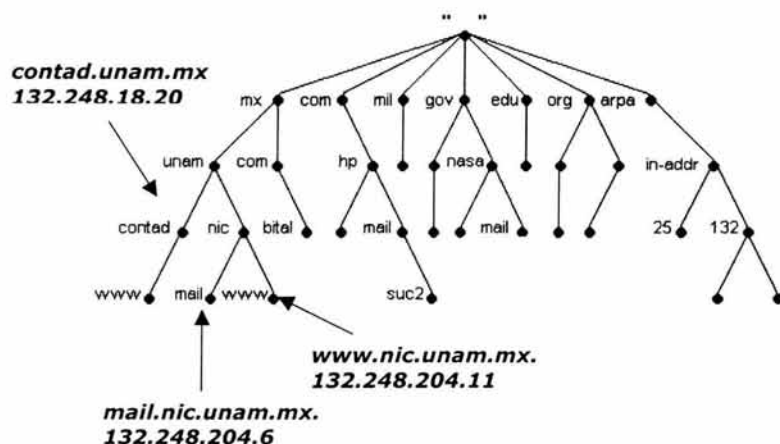 " "
contad.unam.mx
132.248.18.20
mx com mil gov edu org arpa
unam com hp nasa in-addr
contad nic bital mail mail 25 132
www mail www suc2
www.nic.unam.mx.
132.248.204.11
mail.nic.unam.mx.
132.248.204.6